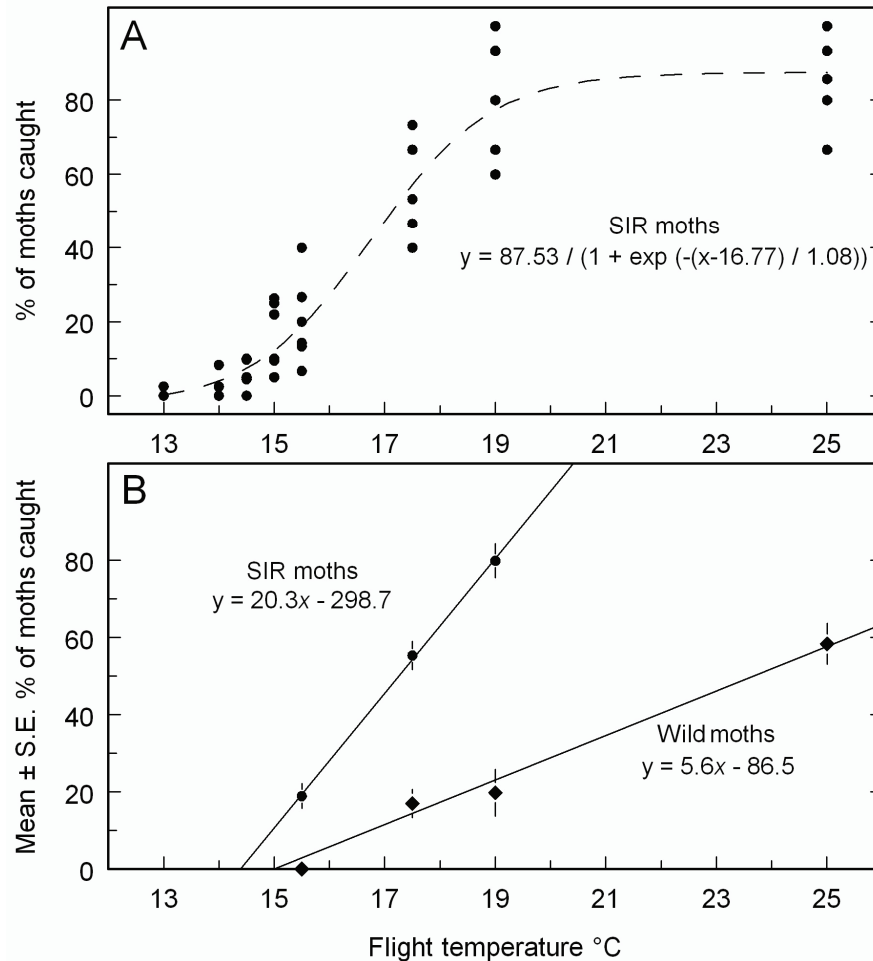 A
% of moths caught
80
60
40
20
0
SIR moths
y = 87.53 / (1 + exp (-(x-16.77) / 1.08))
13 15 17 19 21 23 25
B
Mean ± S.E. % of moths caught
80
60
40
20
0
SIR moths
y = 20.3x - 298.7
Wild moths
y = 5.6x - 86.5
13 15 17 19 21 23 25
Flight temperature °C